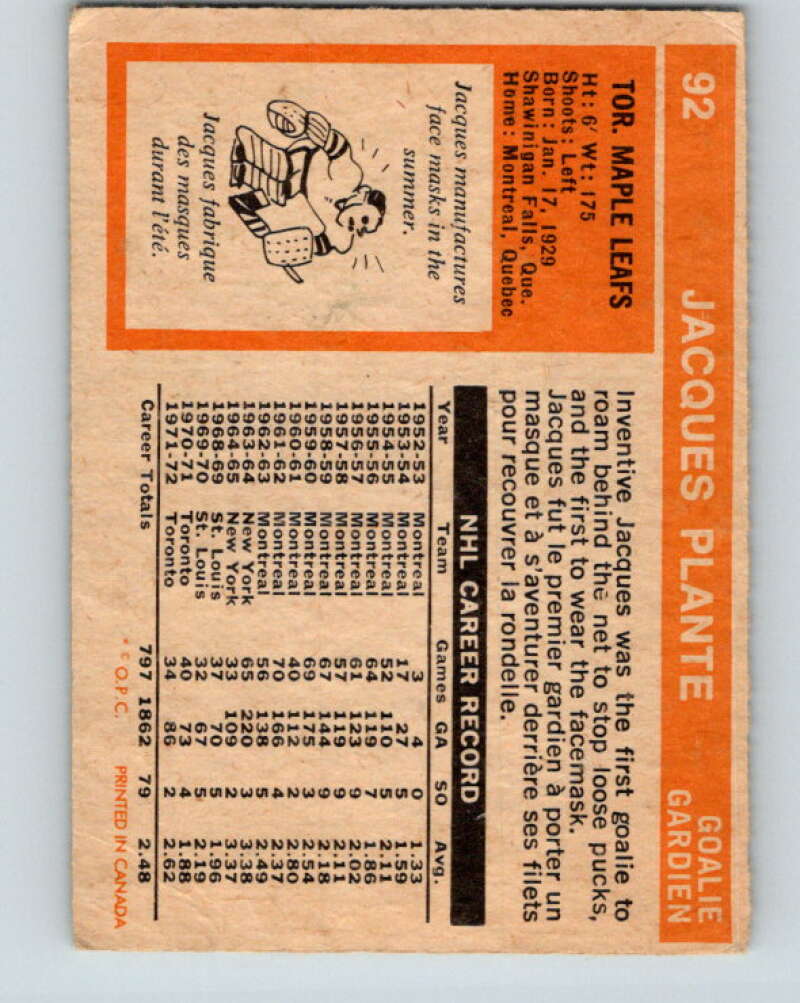 92 JACQUES PLANTE GOALIE
GARDIEN
TOR. MAPLE LEAFS
Ht: 6' Wt: 175
Shoots: Left
Born: Jan. 17, 1929
Shawinigan Falls, Que.
Home: Montreal, Quebec
Jacques manufactures
face masks in the
summer.
Jacques fabrique
des masques
durant l'été.
Inventive Jacques was the first goalie to
roam behind the net to stop loose pucks,
and the first to wear the facemask.
Jacques fut le premier gardien à porter un
masque et à s'aventurer derrière ses filets
pour recouvrer la rondelle.
NHL CAREER RECORD
Year Team Games GA SO Avg.
1952-53 Montreal 3 4 0 1.33
1953-54 Montreal 17 27 5 1.59
1954-55 Montreal 52 110 5 2.11
1955-56 Montreal 64 119 7 1.86
1956-57 Montreal 61 123 9 2.02
1957-58 Montreal 57 119 9 2.11
1958-59 Montreal 67 144 9 2.18
1959-60 Montreal 69 175 3 2.54
1960-61 Montreal 40 112 2 2.80
1961-62 Montreal 70 166 4 2.37
1962-63 Montreal 56 138 5 2.49
1963-64 New York 65 220 3 3.38
1964-65 New York 33 109 2 3.37
1968-69 St. Louis 37 70 5 1.96
1969-70 St. Louis 32 67 5 2.19
1970-71 Toronto 40 73 4 1.88
1971-72 Toronto 34 86 2 2.62
Career Totals 797 1862 79 2.48
* © O.P.C. PRINTED IN CANADA